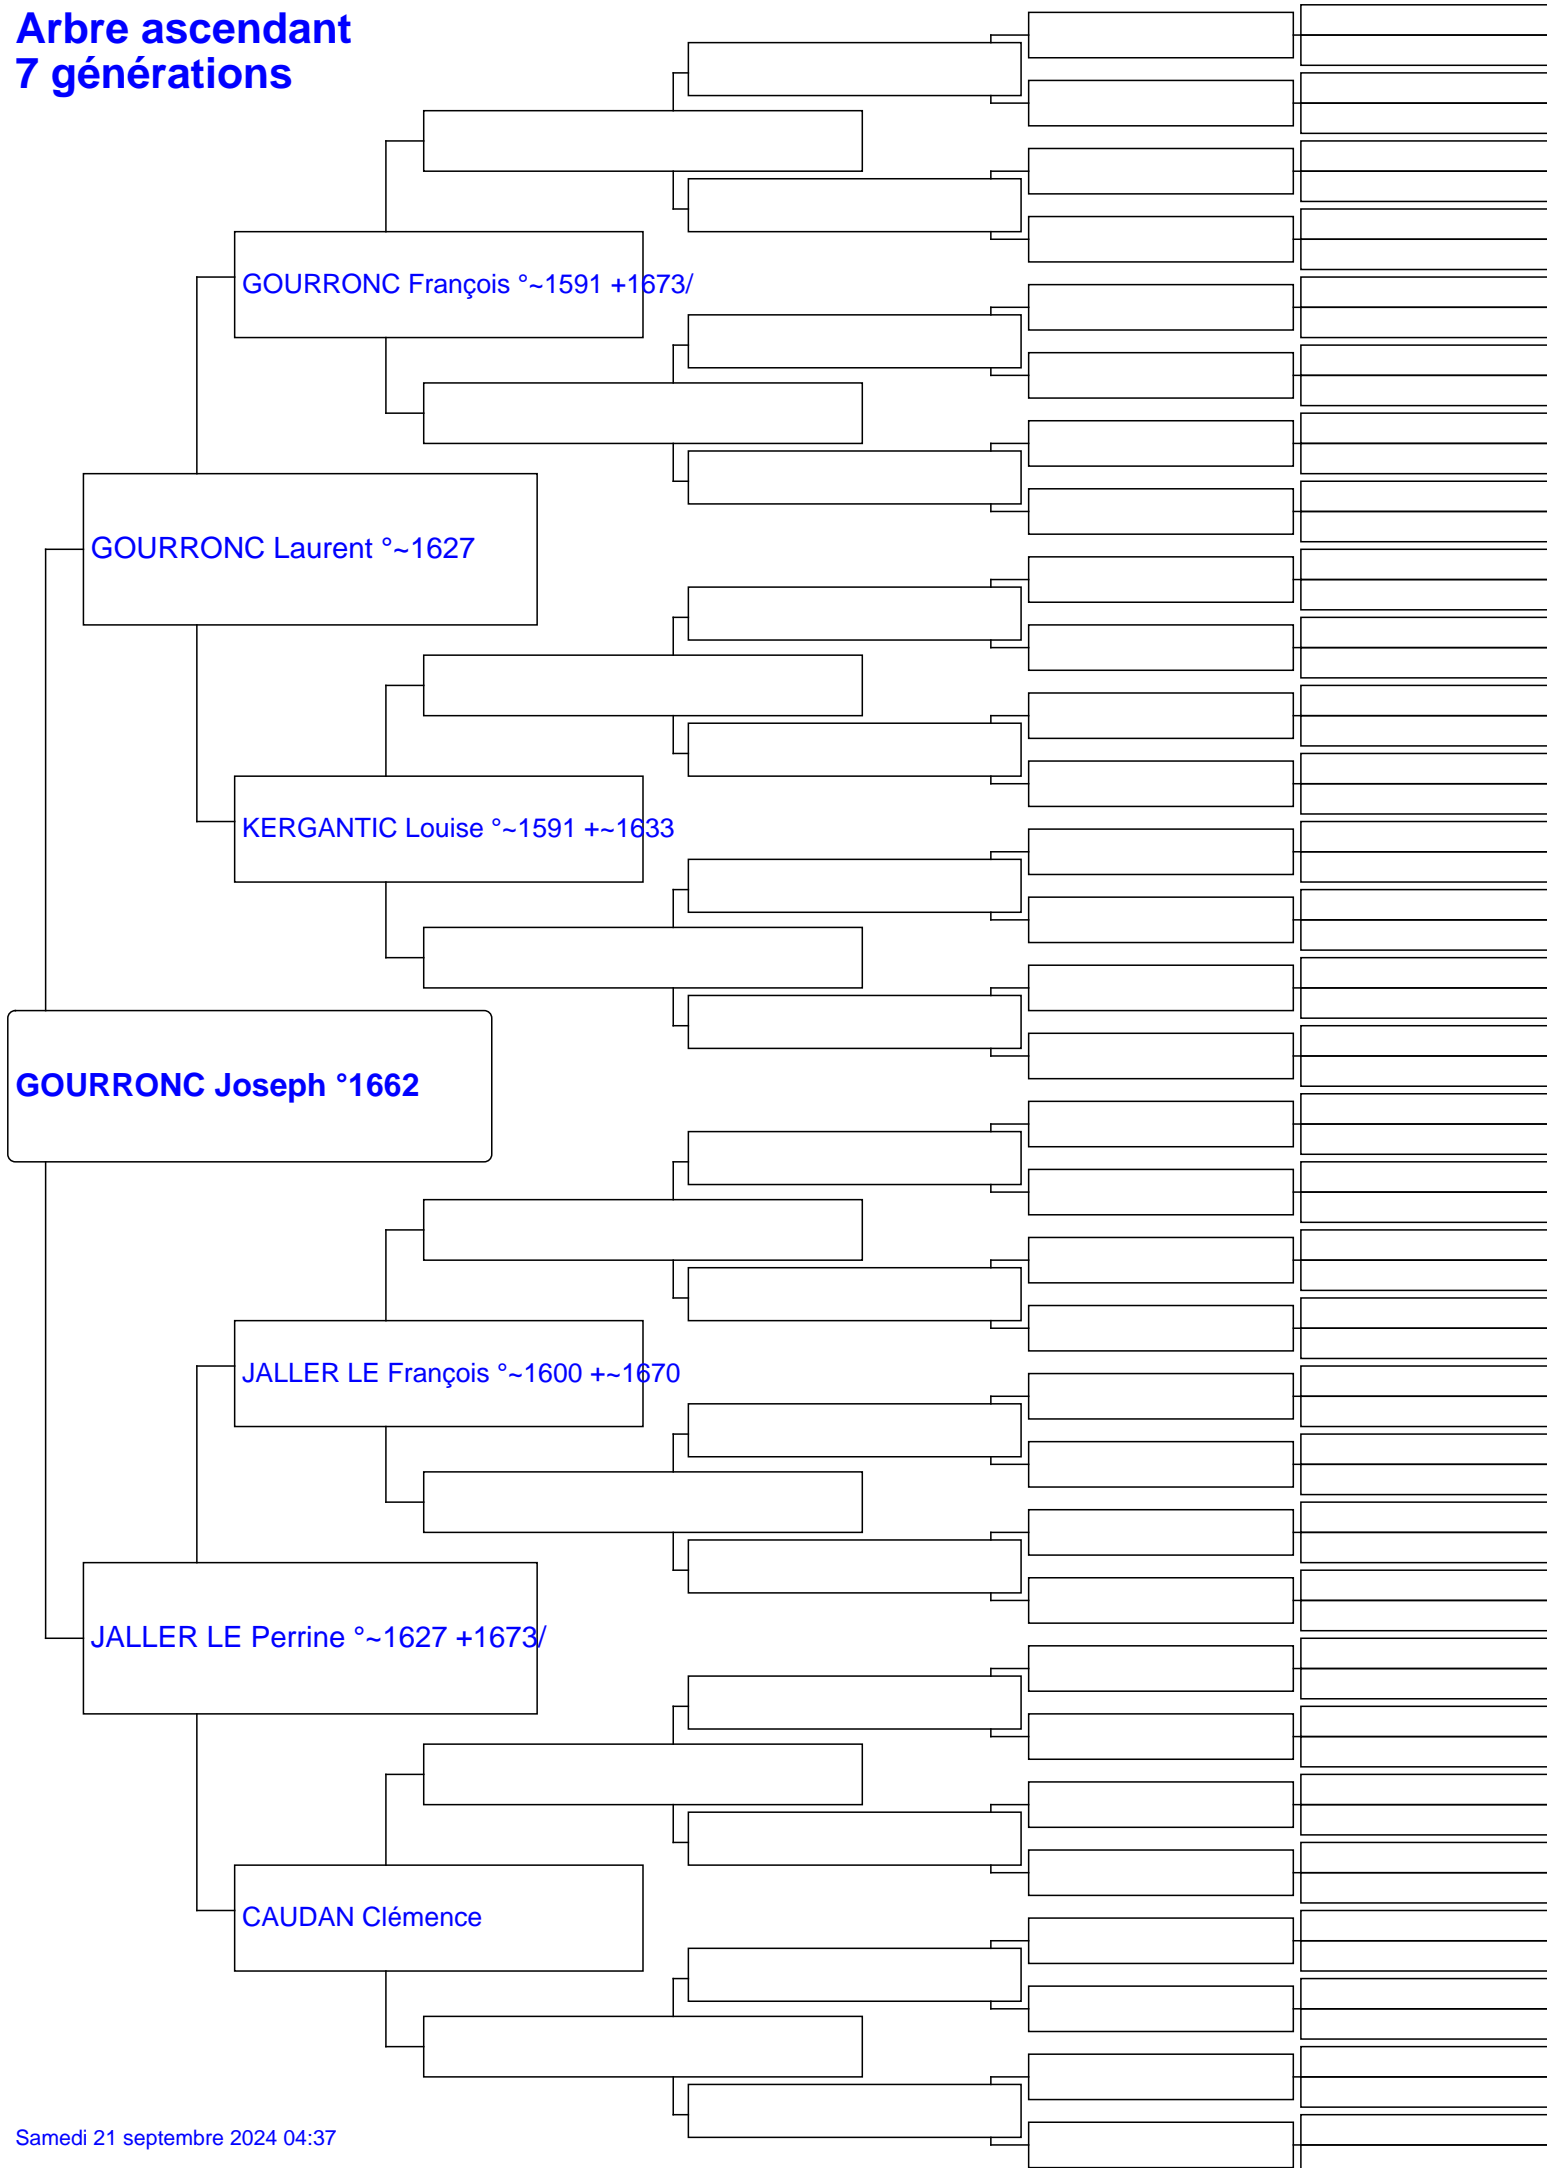 Arbre ascendant
7 générations
GOURRONC François °~1591 +1673/
GOURRONC Laurent °~1627
KERGANTIC Louise °~1591 +~1633
GOURRONC Joseph °1662
JALLER LE François °~1600 +~1670
JALLER LE Perrine °~1627 +1673/
CAUDAN Clémence
Samedi 21 septembre 2024 04:37